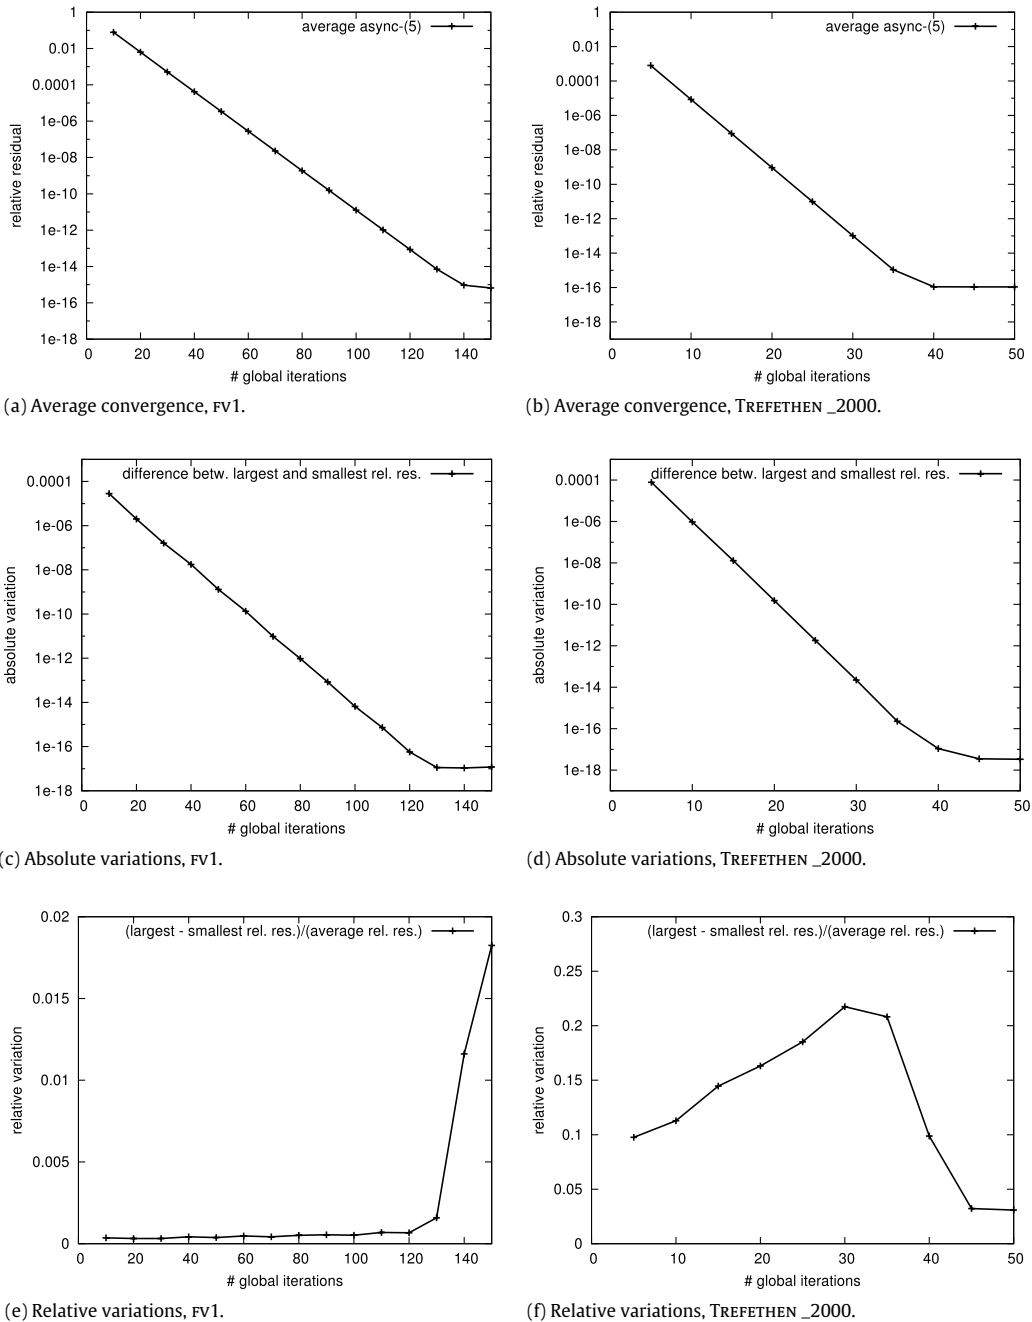 average async-(5)
1
0.01
0.0001
1e-06
1e-08
1e-10
1e-12
1e-14
1e-16
1e-18
relative residual
0 20 40 60 80 100 120 140
# global iterations
(a) Average convergence, FV1.
average async-(5)
1
0.01
0.0001
1e-06
1e-08
1e-10
1e-12
1e-14
1e-16
1e-18
relative residual
0 10 20 30 40 50
# global iterations
(b) Average convergence, TREFETHEN _2000.
difference betw. largest and smallest rel. res.
0.0001
1e-06
1e-08
1e-10
1e-12
1e-14
1e-16
1e-18
absolute variation
0 20 40 60 80 100 120 140
# global iterations
(c) Absolute variations, FV1.
difference betw. largest and smallest rel. res.
0.0001
1e-06
1e-08
1e-10
1e-12
1e-14
1e-16
1e-18
absolute variation
0 10 20 30 40 50
# global iterations
(d) Absolute variations, TREFETHEN _2000.
(largest - smallest rel. res.)/(average rel. res.)
0.02
0.015
0.01
0.005
0
relative variation
0 20 40 60 80 100 120 140
# global iterations
(e) Relative variations, FV1.
(largest - smallest rel. res.)/(average rel. res.)
0.3
0.25
0.2
0.15
0.1
0.05
0
relative variation
0 10 20 30 40 50
# global iterations
(f) Relative variations, TREFETHEN _2000.